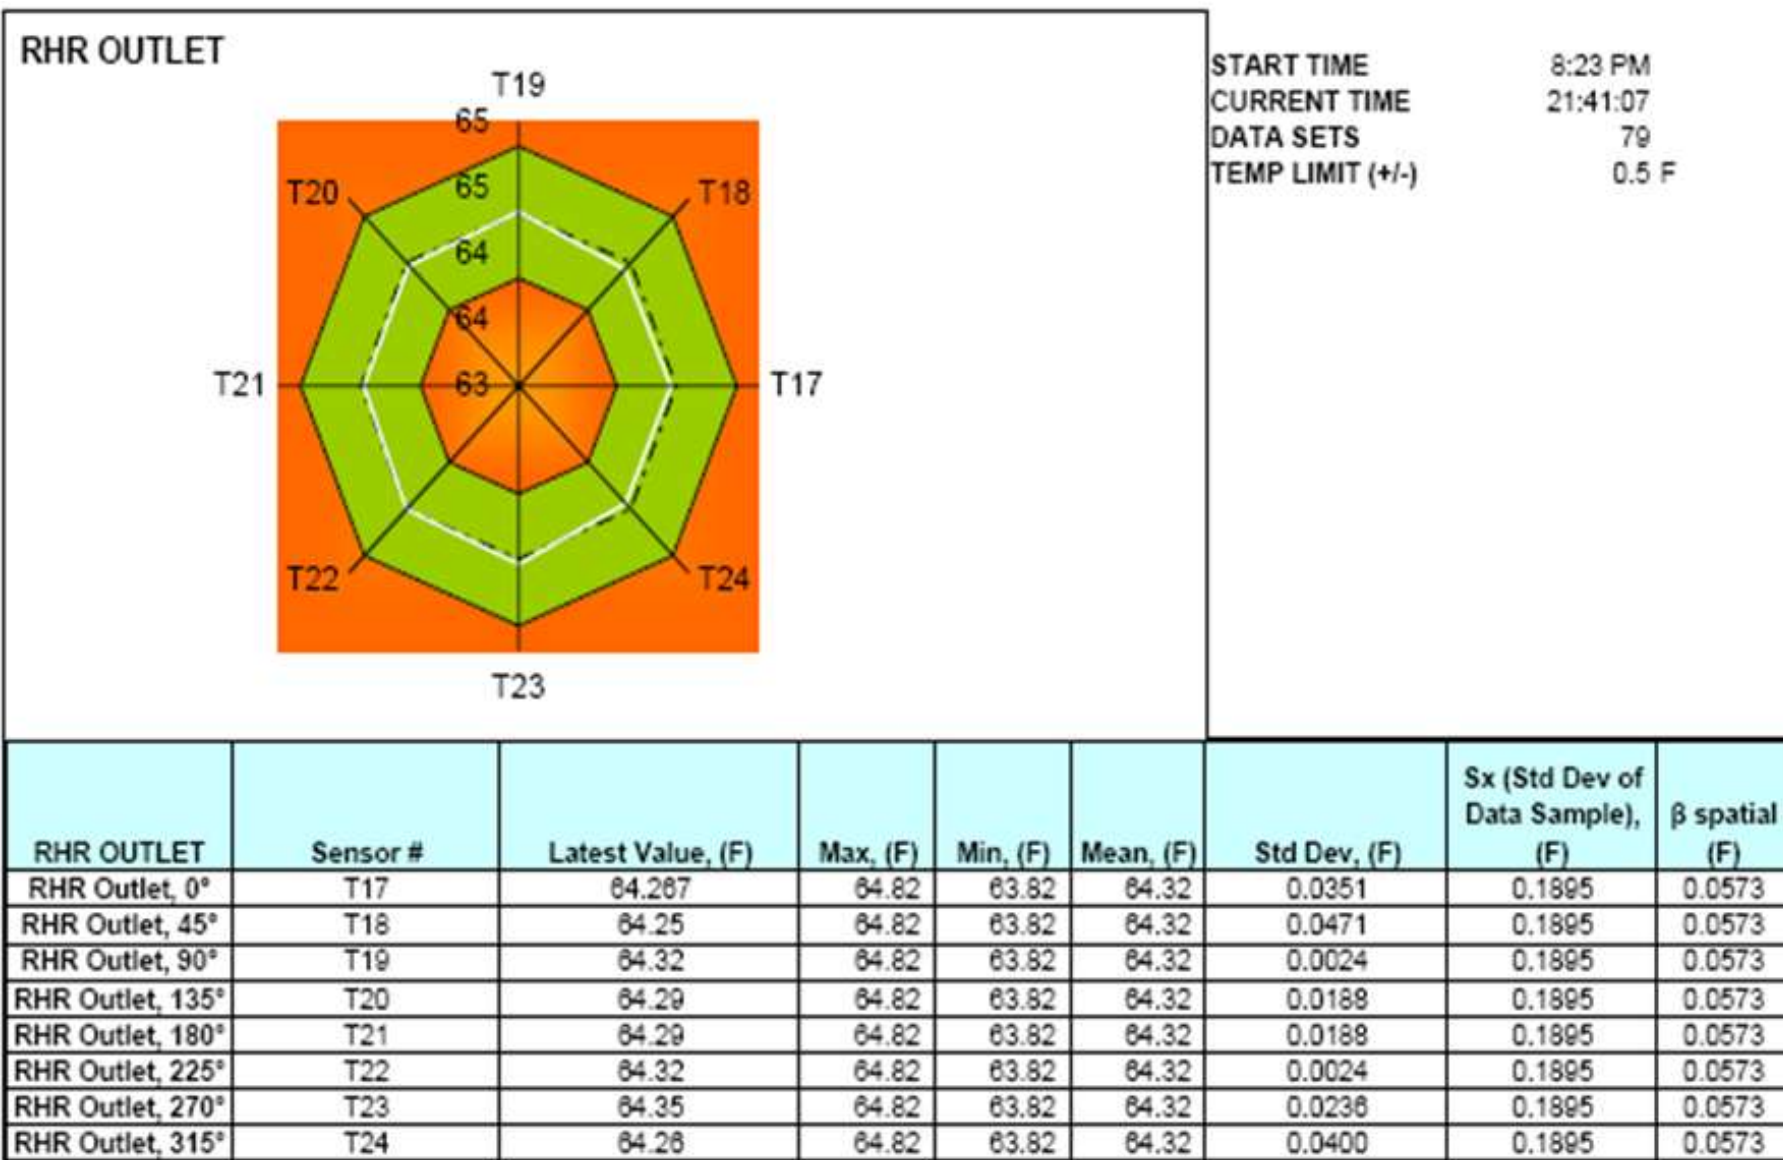 RHR OUTLET
T19
65
T20
65
T18
64
64
T21
63
T17
T22
T24
T23
START TIME 8:23 PM
CURRENT TIME 21:41:07
DATA SETS 79
TEMP LIMIT (+/-) 0.5 F
RHR OUTLET Sensor # Latest Value, (F) Max, (F) Min, (F) Mean, (F) Std Dev, (F) Sx (Std Dev of Data Sample), (F) β spatial (F)
RHR Outlet, 0° T17 64.267 64.82 63.82 64.32 0.0351 0.1895 0.0573
RHR Outlet, 45° T18 64.25 64.82 63.82 64.32 0.0471 0.1895 0.0573
RHR Outlet, 90° T19 64.32 64.82 63.82 64.32 0.0024 0.1895 0.0573
RHR Outlet, 135° T20 64.29 64.82 63.82 64.32 0.0188 0.1895 0.0573
RHR Outlet, 180° T21 64.29 64.82 63.82 64.32 0.0188 0.1895 0.0573
RHR Outlet, 225° T22 64.32 64.82 63.82 64.32 0.0024 0.1895 0.0573
RHR Outlet, 270° T23 64.35 64.82 63.82 64.32 0.0236 0.1895 0.0573
RHR Outlet, 315° T24 64.26 64.82 63.82 64.32 0.0400 0.1895 0.0573